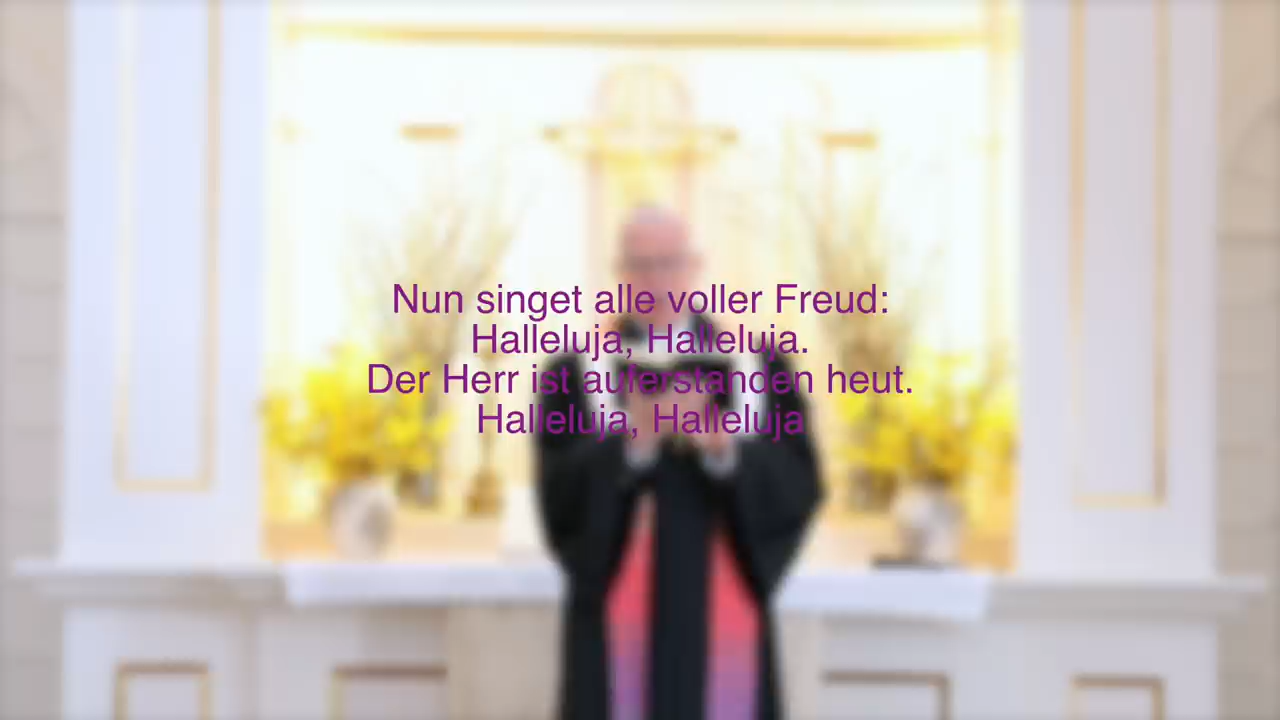 Nun singet alle voller Freud:
Halleluja, Halleluja.
Der Herr ist auferstanden heut.
Halleluja, Halleluja